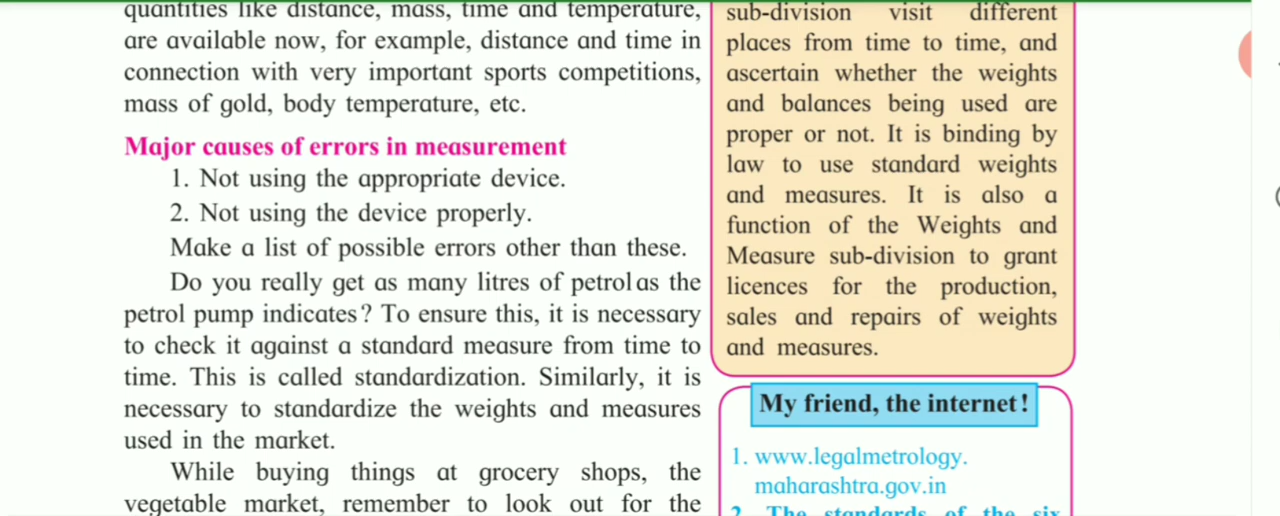 quantities like distance, mass, time and temperature,
are available now, for example, distance and time in
connection with very important sports competitions,
mass of gold, body temperature, etc.
Major causes of errors in measurement
1. Not using the appropriate device.
2. Not using the device properly.
Make a list of possible errors other than these.
Do you really get as many litres of petrol as the
petrol pump indicates? To ensure this, it is necessary
to check it against a standard measure from time to
time. This is called standardization. Similarly, it is
necessary to standardize the weights and measures
used in the market.
While buying things at grocery shops, the
vegetable market, remember to look out for the
sub-division visit different
places from time to time, and
ascertain whether the weights
and balances being used are
proper or not. It is binding by
law to use standard weights
and measures. It is also a
function of the Weights and
Measure sub-division to grant
licences for the production,
sales and repairs of weights
and measures.
My friend, the internet!
1. www.legalmetrology.
maharashtra.gov.in
2. The standards of the six